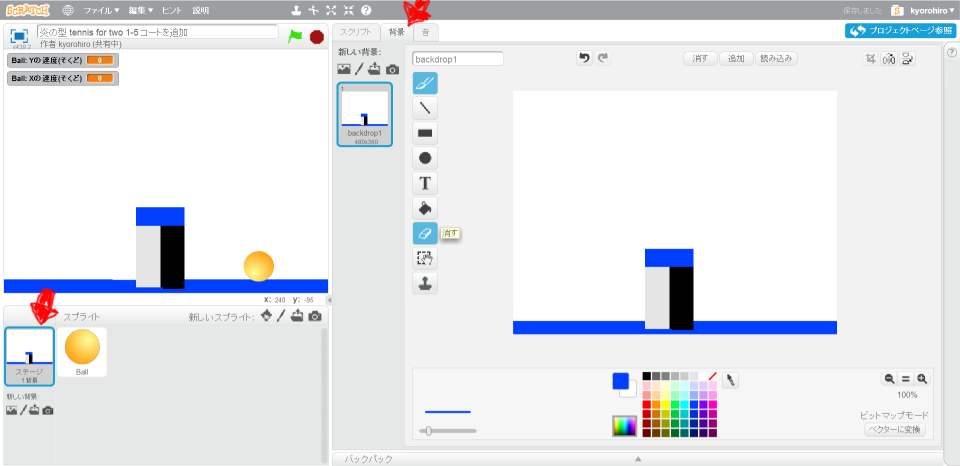 SCRATCH ファイル▼ 編集▼ ヒント 説明 保存しました kyorohiro▼
v439.2
炎の型 tennis for two 1-5 コートを追加
作者 kyorohiro (共有中)
スクリプト 背景 音
プロジェクトページ参照
Ball: Yの速度(そくど) 0
Ball: Xの速度(そくど) 0
x: 240 y: -95
スプライト 新しいスプライト:
ステージ
1背景
新しい背景:
Ball
新しい背景:
1
backdrop1
480x360
backdrop1
消す 追加 読み込み
T
消す
100%
ビットマップモード
ベクターに変換
バックパック